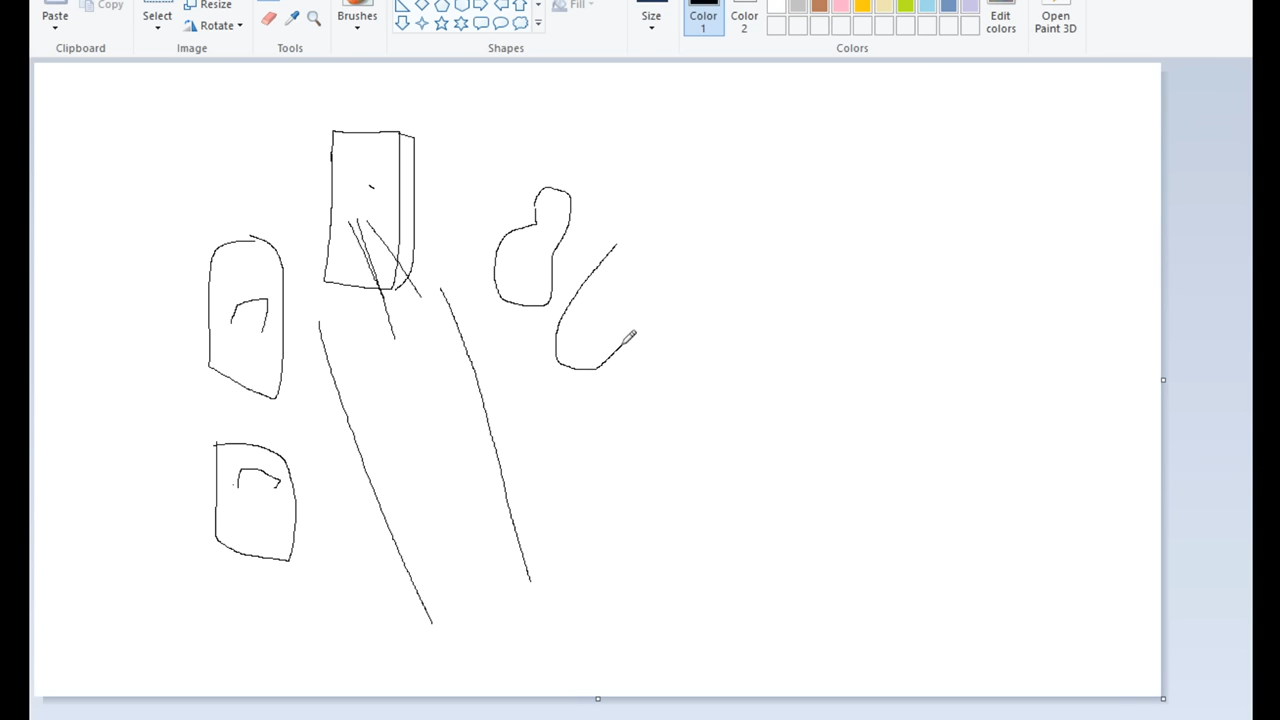 Paste
Copy
Select
Resize
Rotate
Brushes
Fill
Size
Color
1
Color
2
Edit
colors
Open
Paint 3D
Clipboard
Image
Tools
Shapes
Colors